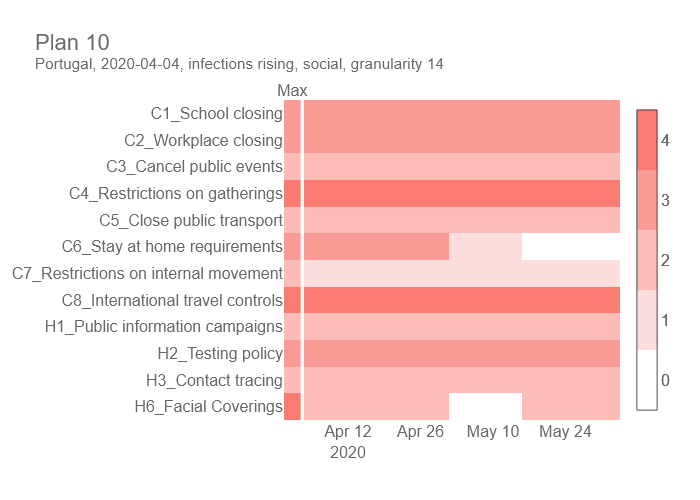 Plan 10
Portugal, 2020-04-04, infections rising, social, granularity 14
Max
C1_School closing
C2_Workplace closing
C3_Cancel public events
C4_Restrictions on gatherings
C5_Close public transport
C6_Stay at home requirements
C7_Restrictions on internal movement
C8_International travel controls
H1_Public information campaigns
H2_Testing policy
H3_Contact tracing
H6_Facial Coverings
Apr 12 Apr 26 May 10 May 24
2020
4
3
2
1
0